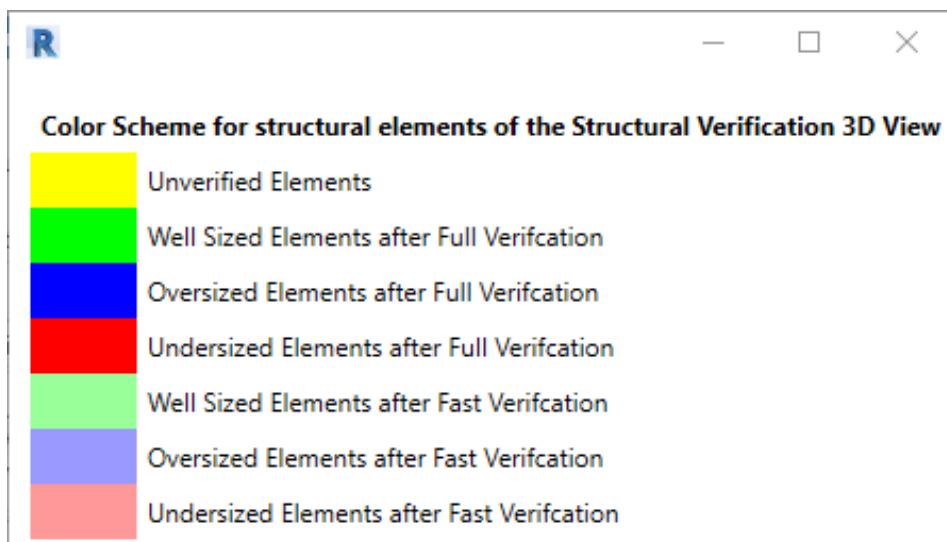 R
Color Scheme for structural elements of the Structural Verification 3D View
Unverified Elements
Well Sized Elements after Full Verifcation
Oversized Elements after Full Verifcation
Undersized Elements after Full Verifcation
Well Sized Elements after Fast Verifcation
Oversized Elements after Fast Verifcation
Undersized Elements after Fast Verifcation